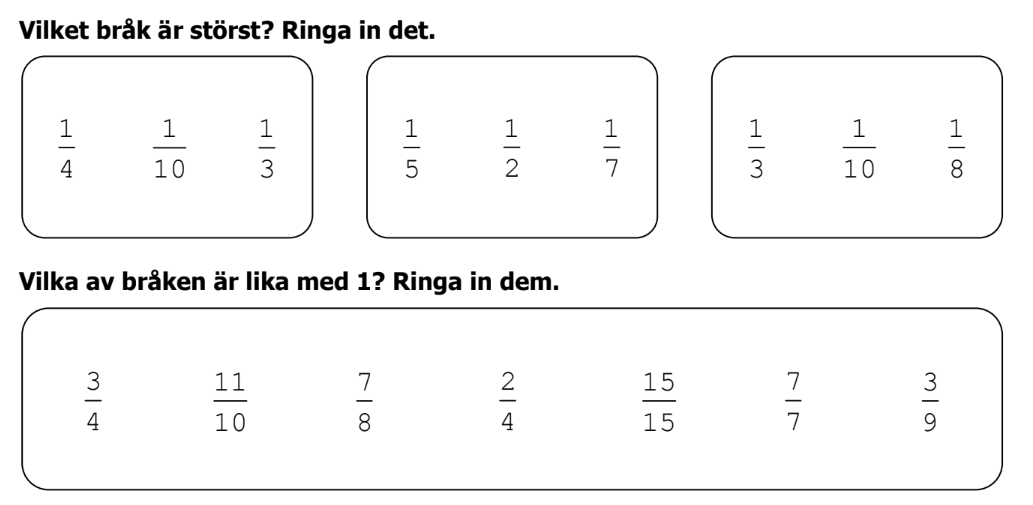 Vilket bråk är störst? Ringa in det.
1/4 1/10 1/3 1/5 1/2 1/7 1/3 1/10 1/8
Vilka av bråken är lika med 1? Ringa in dem.
3/4 11/10 7/8 2/4 15/15 7/7 3/9